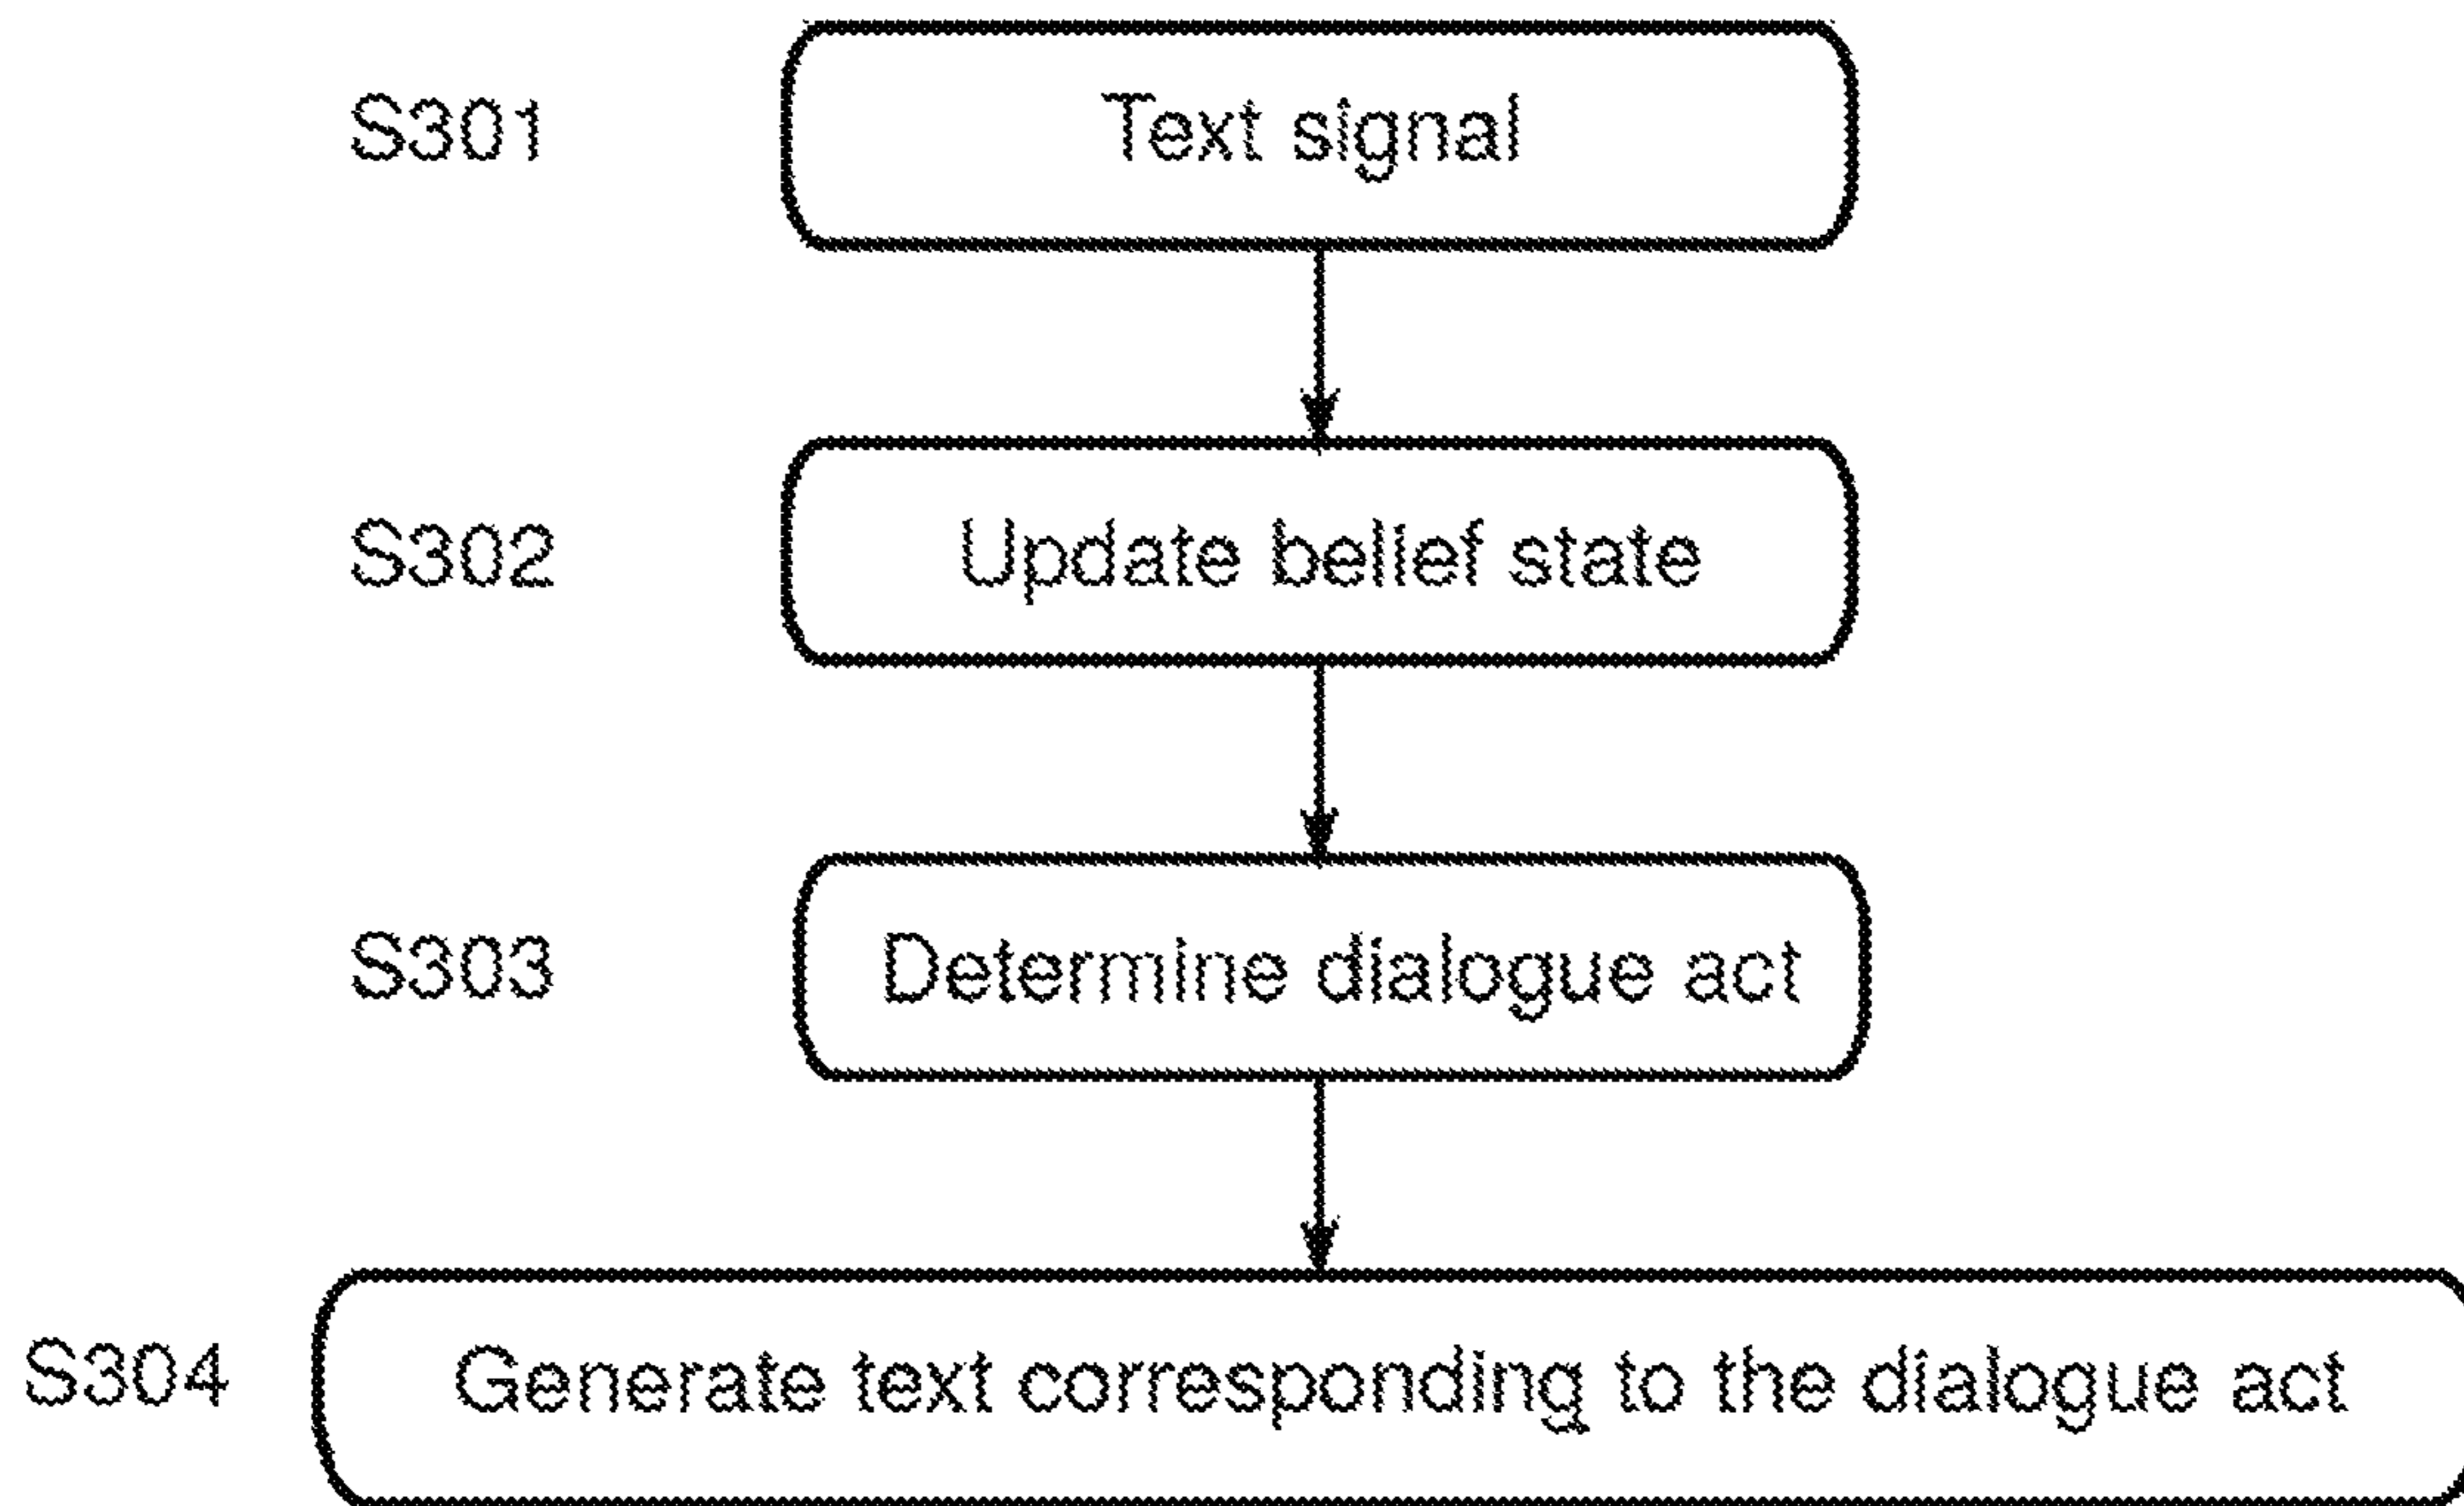 S301
Text signal
S302
Update belief state
S303
Determine dialogue act
S304
Generate text corresponding to the dialogue act